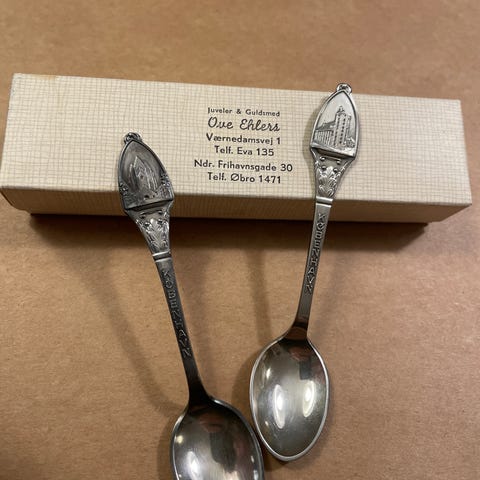 Juveler & Guldsmed
Ove Ehlers
Værnedamsvej 1
Telf. Eva 135
Ndr. Frihavnsgade 30
Telf. Øbro 1471
KØBENHAVN
KØBENHAVN